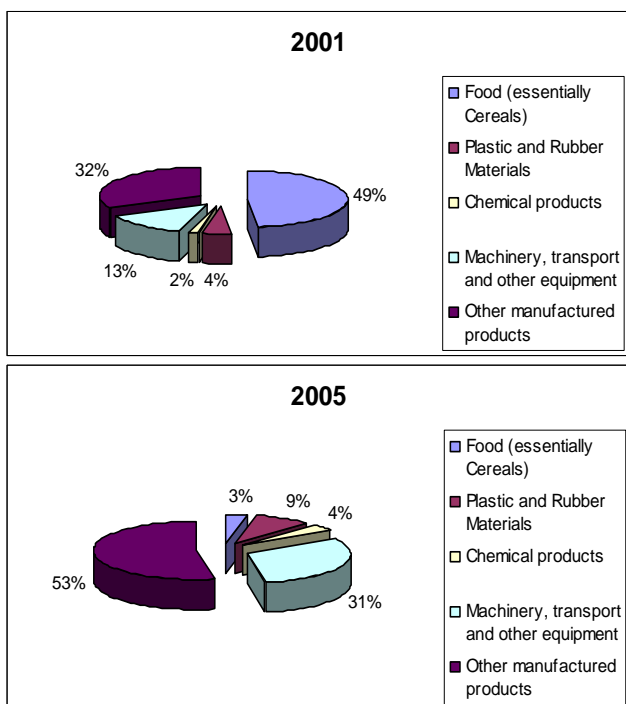 2001
32%
49%
13%
2%
4%
Food (essentially
Cereals)
Plastic and Rubber
Materials
Chemical products
Machinery, transport
and other equipment
Other manufactured
products
2005
3%
9%
4%
53%
31%
Food (essentially
Cereals)
Plastic and Rubber
Materials
Chemical products
Machinery, transport
and other equipment
Other manufactured
products